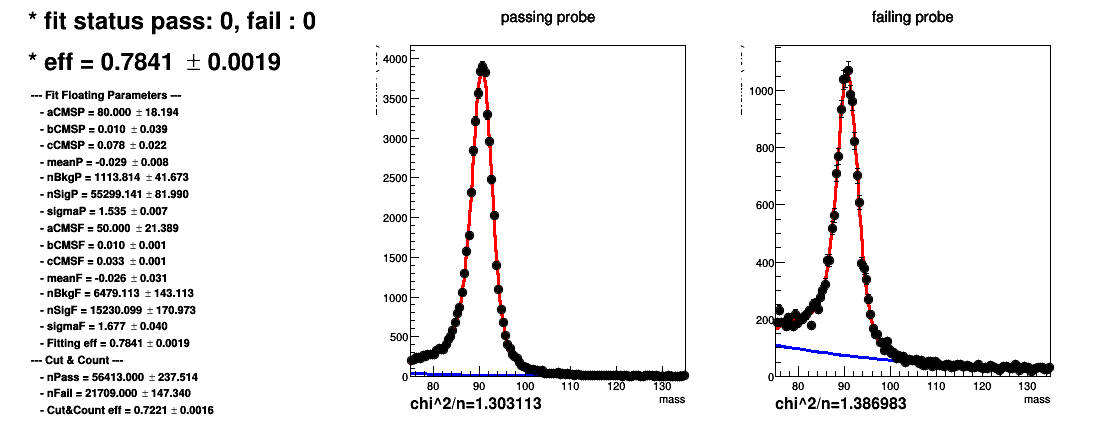 * fit status pass: 0, fail : 0
* eff = 0.7841 ± 0.0019
--- Fit Floating Parameters ---
- aCMSP = 80.000 ± 18.194
- bCMSP = 0.010 ± 0.039
- cCMSP = 0.078 ± 0.022
- meanP = -0.029 ± 0.008
- nBkgP = 1113.814 ± 41.673
- nSigP = 55299.141 ± 81.990
- sigmaP = 1.535 ± 0.007
- aCMSF = 50.000 ± 21.389
- bCMSF = 0.010 ± 0.001
- cCMSF = 0.033 ± 0.001
- meanF = -0.026 ± 0.031
- nBkgF = 6479.113 ± 143.113
- nSigF = 15230.099 ± 170.973
- sigmaF = 1.677 ± 0.040
- Fitting eff = 0.7841 ± 0.0019
--- Cut & Count ---
- nPass = 56413.000 ± 237.514
- nFail = 21709.000 ± 147.340
- Cut&Count eff = 0.7221 ± 0.0016
passing probe
4000
3500
3000
2500
2000
1500
1000
500
0
80 90 100 110 120 130
mass
chi^2/n=1.303113
failing probe
1000
800
600
400
200
0
80 90 100 110 120 130
mass
chi^2/n=1.386983